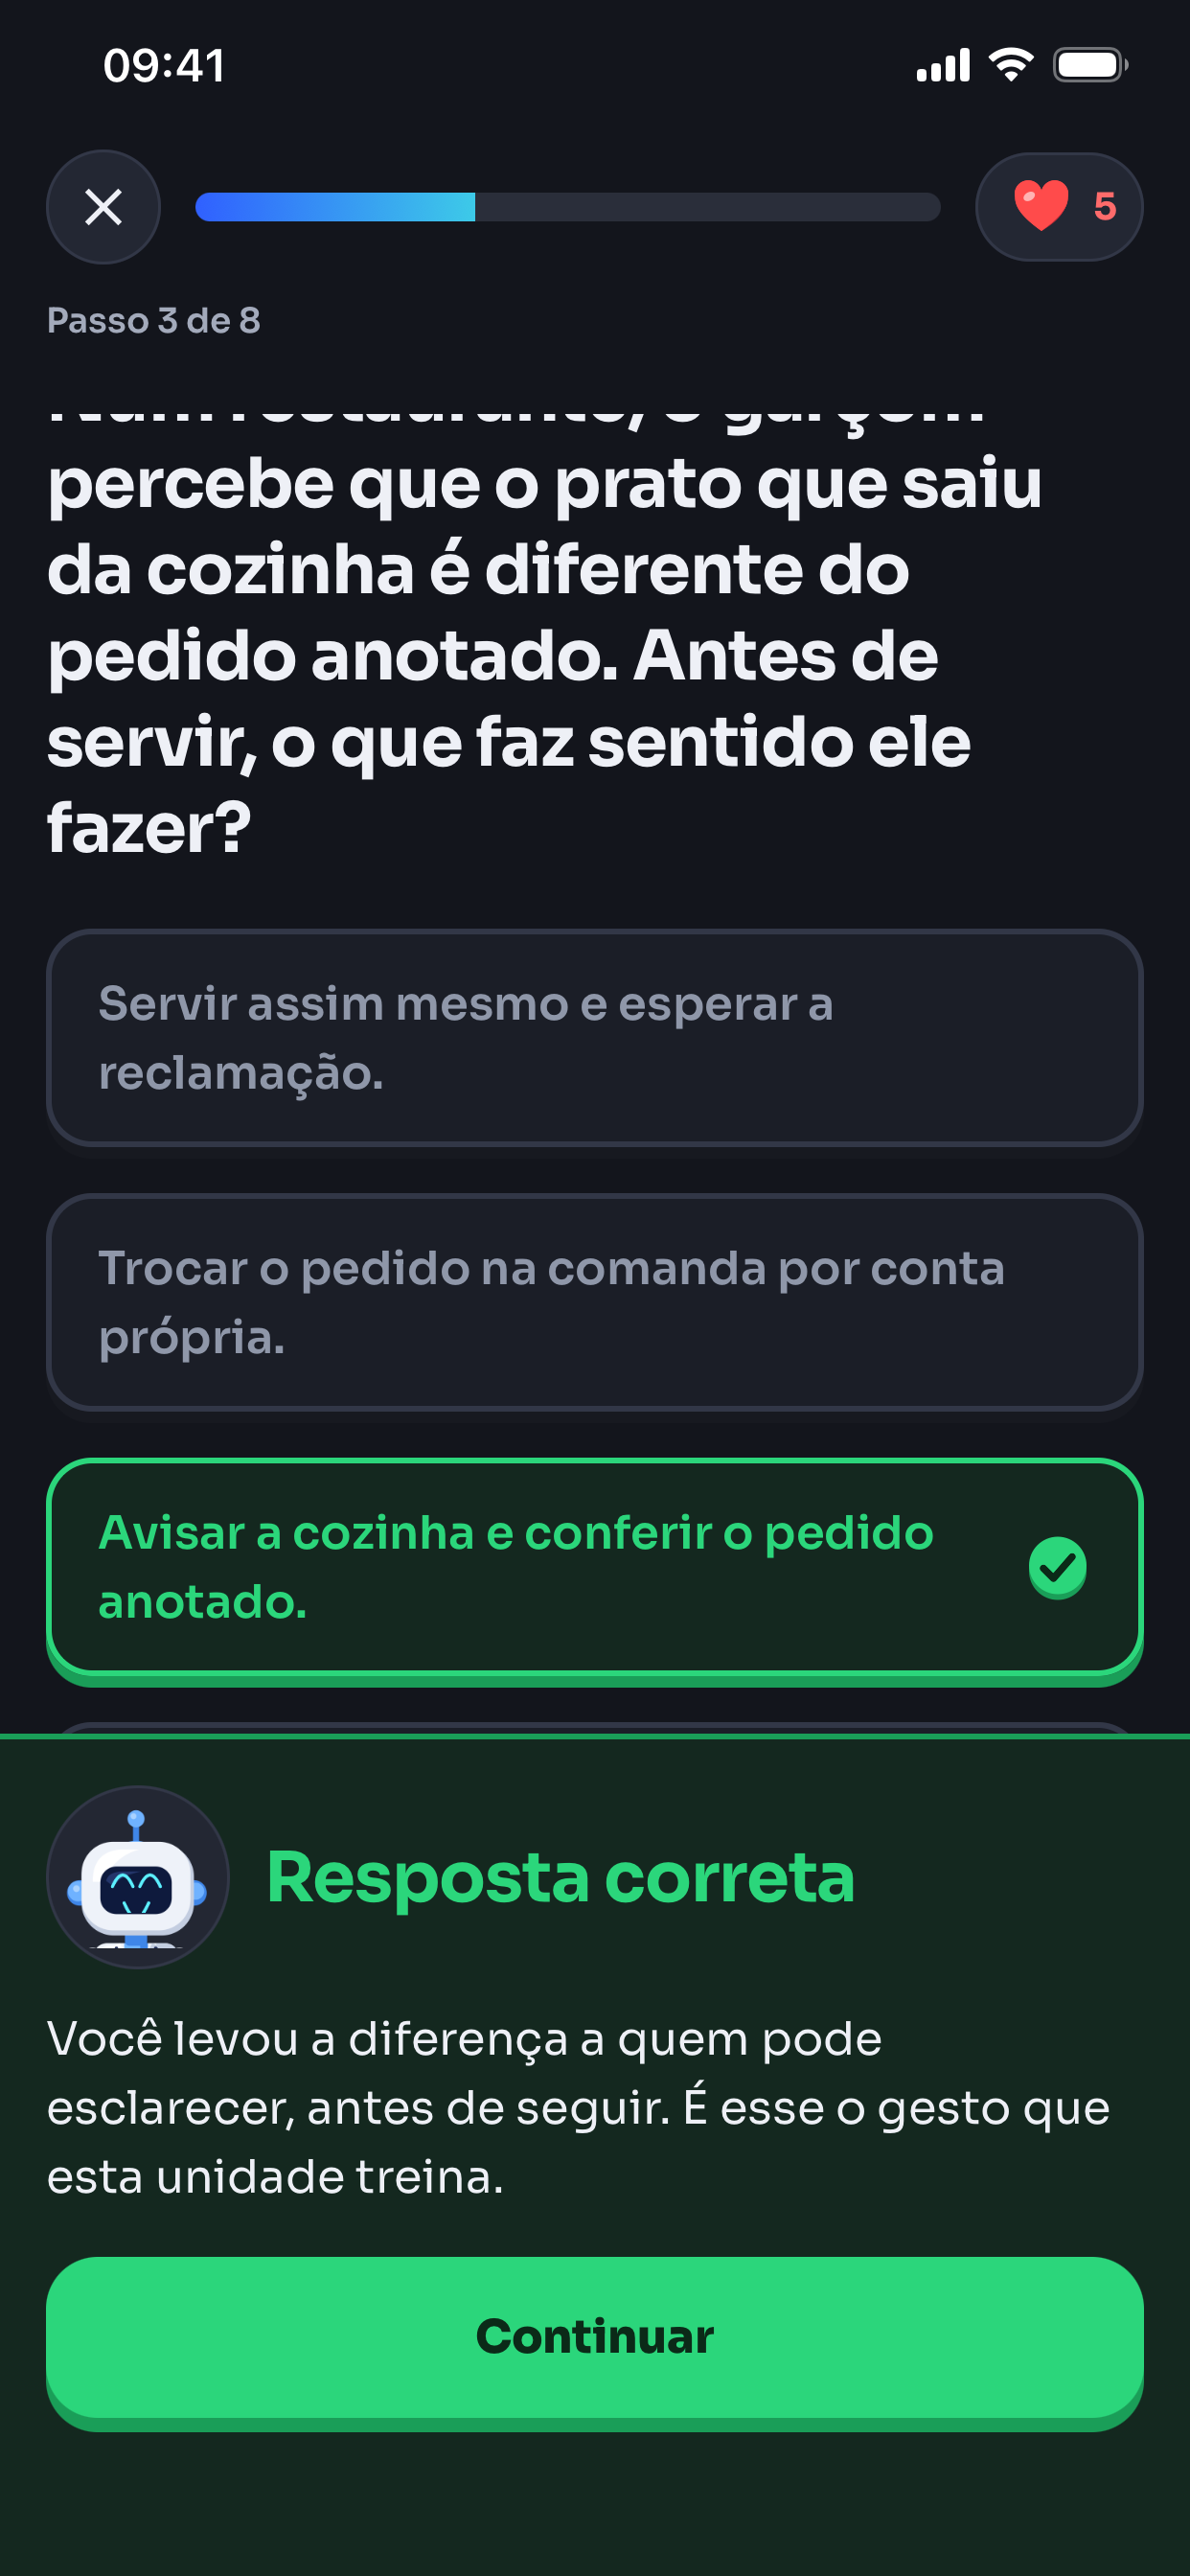 09:41
5
Passo 3 de 8
Num restaurante, o garçom
percebe que o prato que saiu
da cozinha é diferente do
pedido anotado. Antes de
servir, o que faz sentido ele
fazer?
Servir assim mesmo e esperar a
reclamação.
Trocar o pedido na comanda por conta
própria.
Avisar a cozinha e conferir o pedido
anotado.
Resposta correta
Você levou a diferença a quem pode
esclarecer, antes de seguir. É esse o gesto que
esta unidade treina.
Continuar